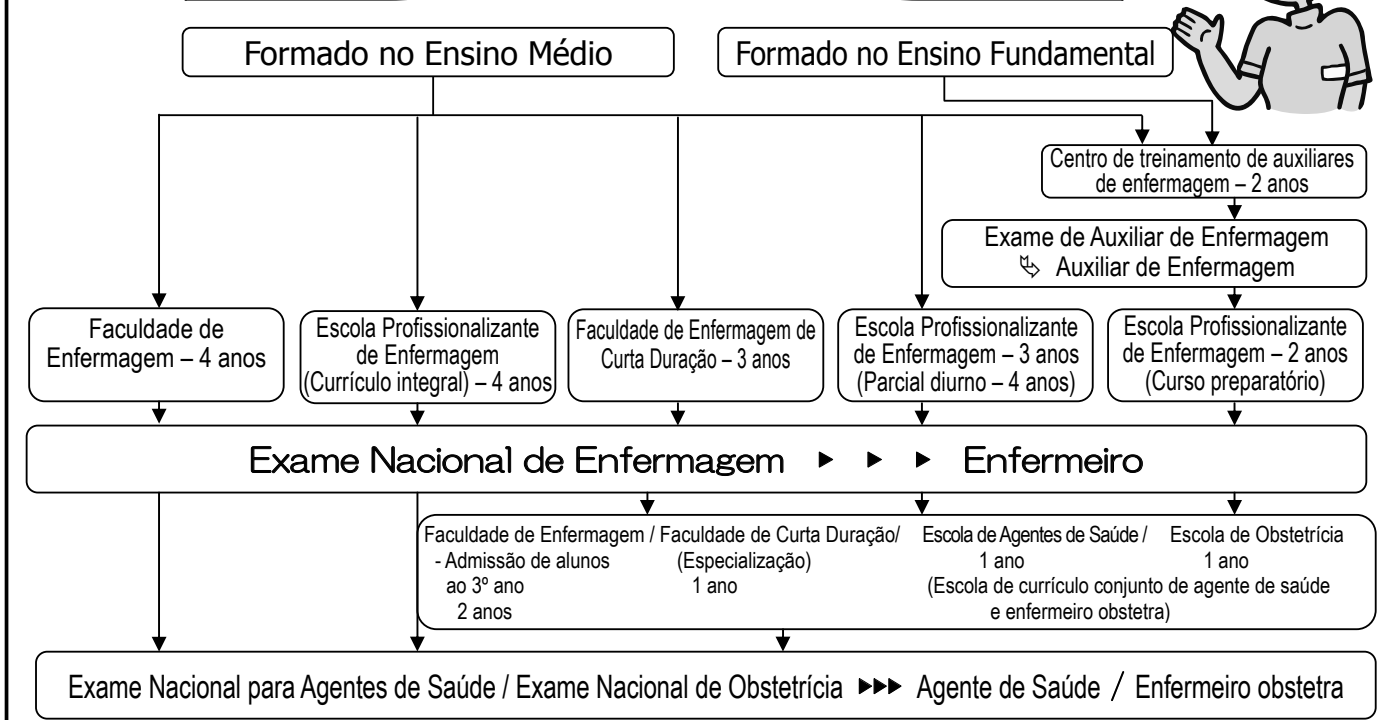 Formado no Ensino Médio
Formado no Ensino Fundamental
Centro de treinamento de auxiliares
de enfermagem – 2 anos
Exame de Auxiliar de Enfermagem
Auxiliar de Enfermagem
Faculdade de
Enfermagem – 4 anos
Escola Profissionalizante
de Enfermagem
(Currículo integral) – 4 anos
Faculdade de Enfermagem de
Curta Duração – 3 anos
Escola Profissionalizante
de Enfermagem – 3 anos
(Parcial diurno – 4 anos)
Escola Profissionalizante
de Enfermagem – 2 anos
(Curso preparatório)
Exame Nacional de Enfermagem ▶ ▶ ▶ Enfermeiro
Faculdade de Enfermagem / Faculdade de Curta Duração/
- Admissão de alunos
ao 3º ano
2 anos
(Especialização)
1 ano
Escola de Agentes de Saúde /
1 ano
Escola de Obstetrícia
1 ano
(Escola de currículo conjunto de agente de saúde
e enfermeiro obstetra)
Exame Nacional para Agentes de Saúde / Exame Nacional de Obstetrícia ▶▶▶ Agente de Saúde / Enfermeiro obstetra